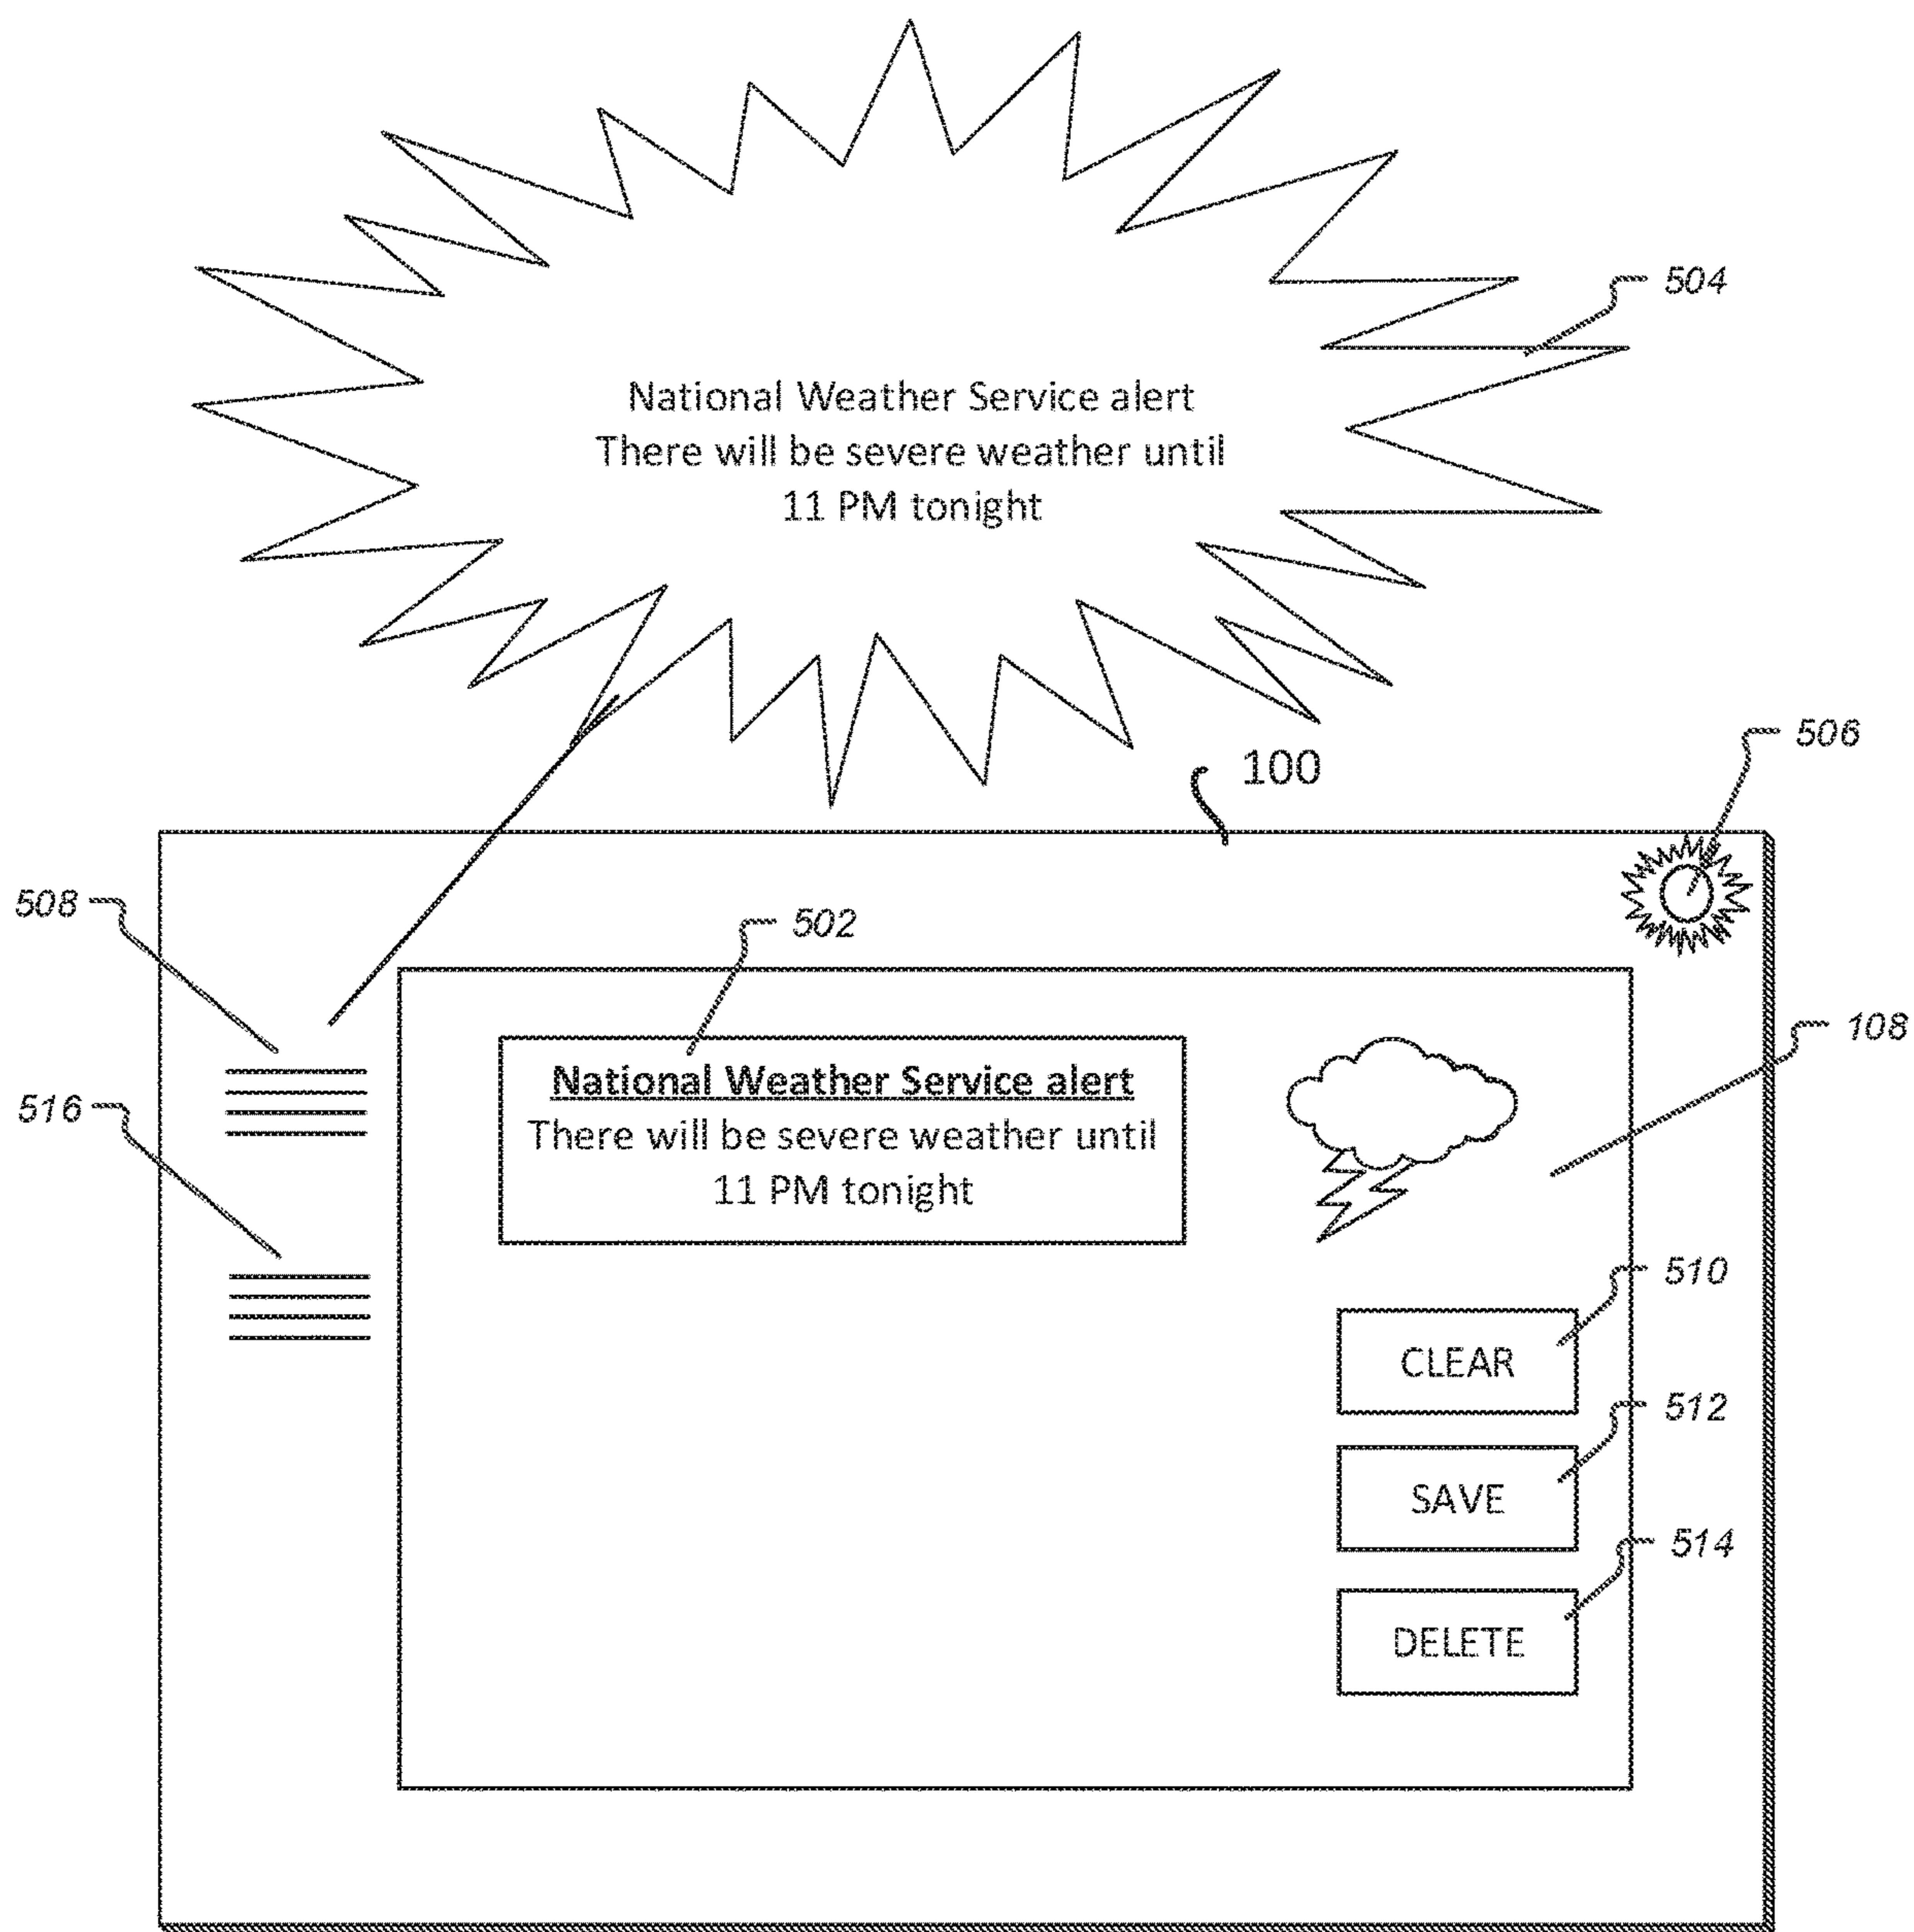 504
National Weather Service alert
There will be severe weather until
11 PM tonight
506
100
508
502
108
National Weather Service alert
There will be severe weather until
11 PM tonight
516
510
CLEAR
512
SAVE
514
DELETE